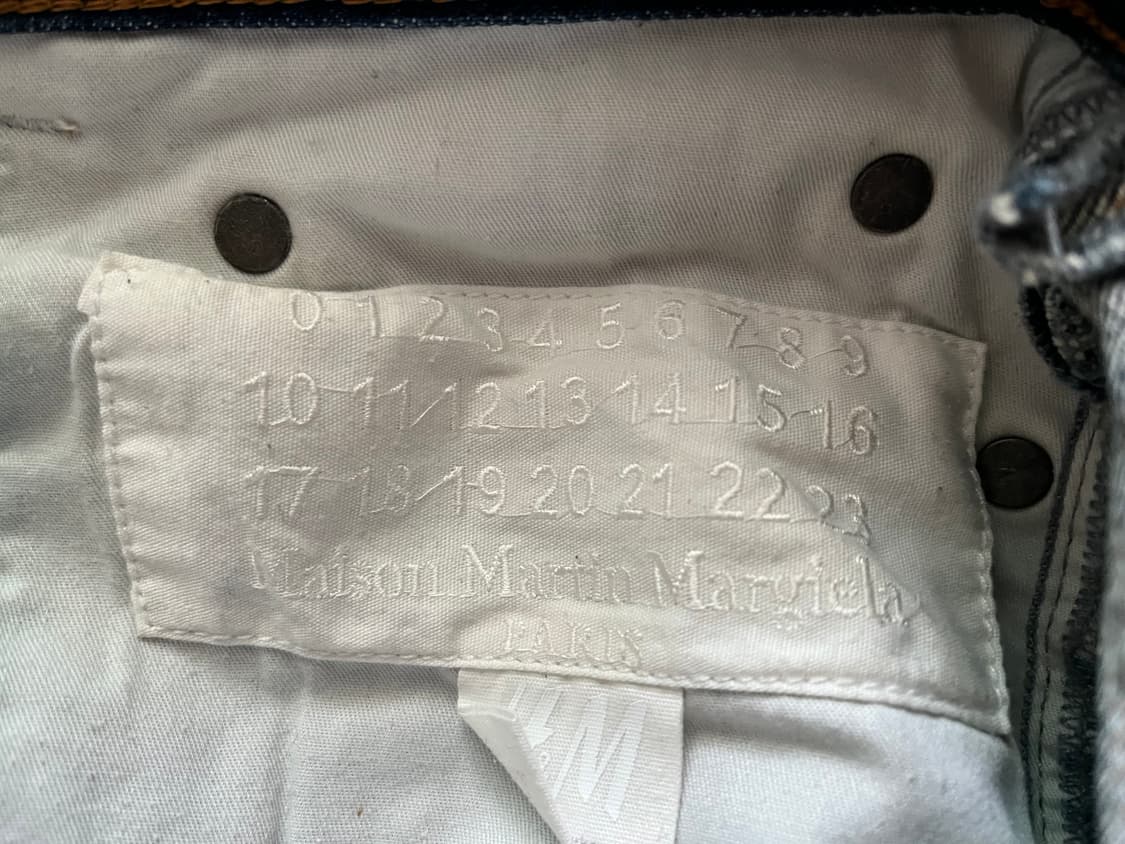 0 1 2 3 4 5 6 7 8 9
10 11 12 13 14 15 16
17 18 19 20 21 22 23
Maison Martin Margiela
PARIS
&M